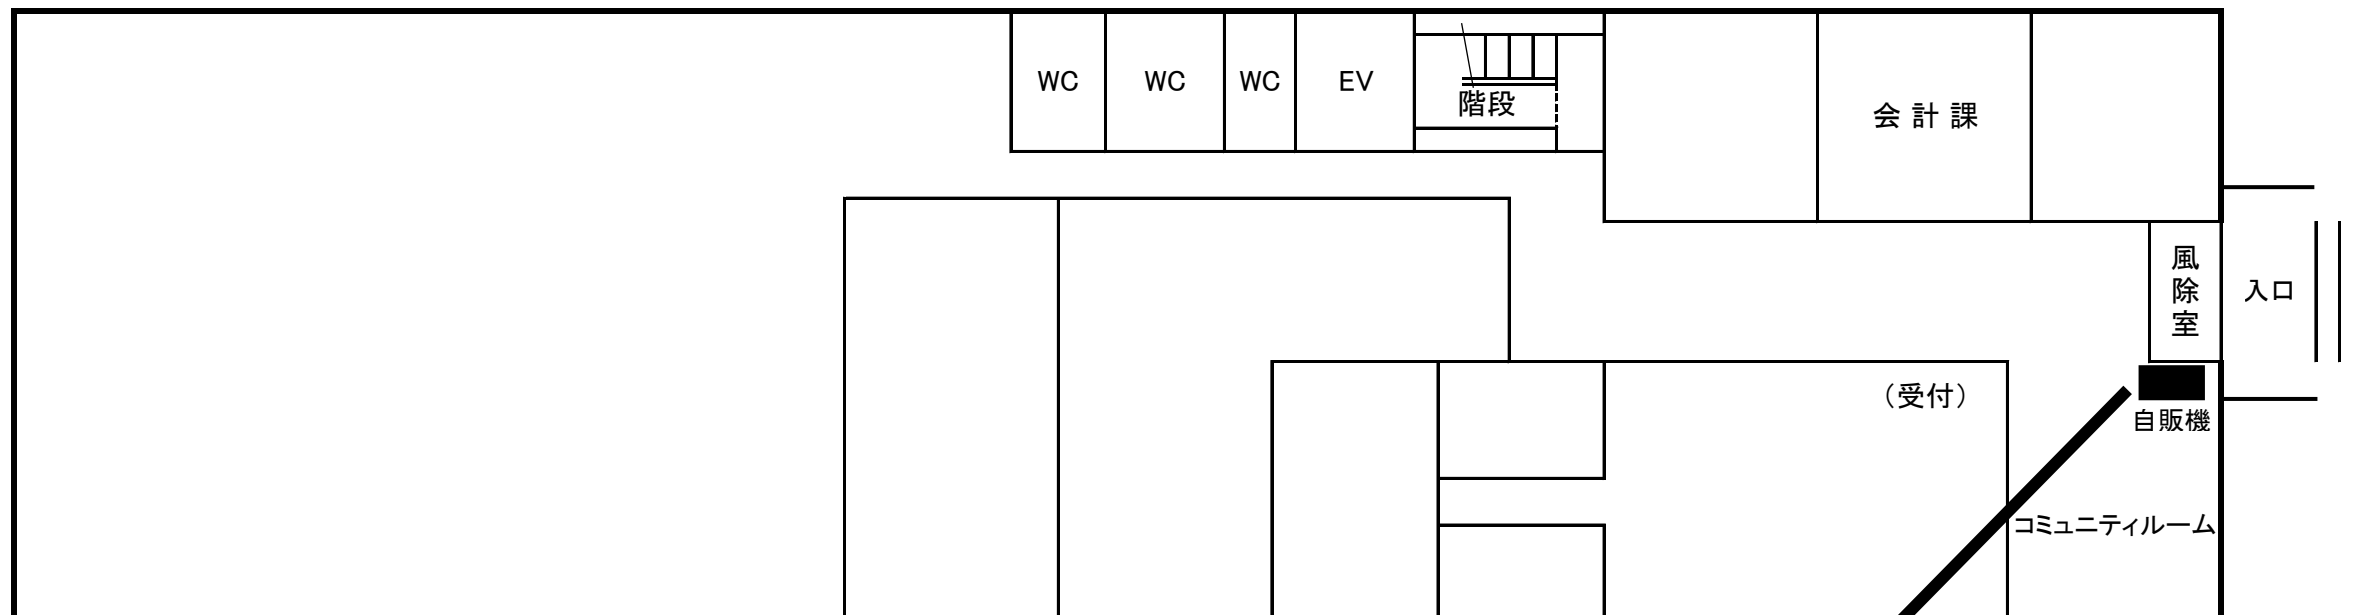 WC
WC
WC
EV
階段
会計課
風除室
入口
（受付）
自販機
コミュニティルーム